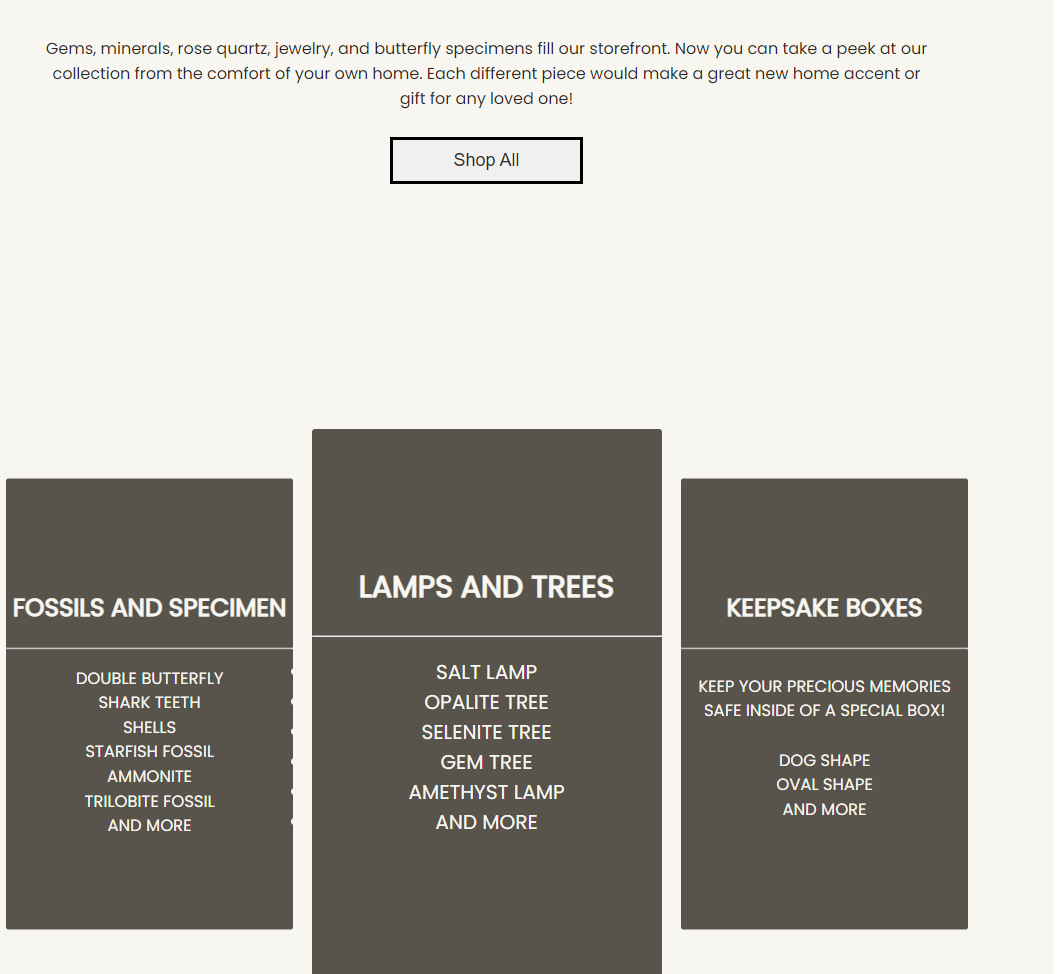 Gems, minerals, rose quartz, jewelry, and butterfly specimens fill our storefront. Now you can take a peek at our
collection from the comfort of your own home. Each different piece would make a great new home accent or
gift for any loved one!
Shop All
FOSSILS AND SPECIMEN
DOUBLE BUTTERFLY
SHARK TEETH
SHELLS
STARFISH FOSSIL
AMMONITE
TRILOBITE FOSSIL
AND MORE
LAMPS AND TREES
SALT LAMP
OPALITE TREE
SELENITE TREE
GEM TREE
AMETHYST LAMP
AND MORE
KEEPSAKE BOXES
KEEP YOUR PRECIOUS MEMORIES
SAFE INSIDE OF A SPECIAL BOX!
DOG SHAPE
OVAL SHAPE
AND MORE